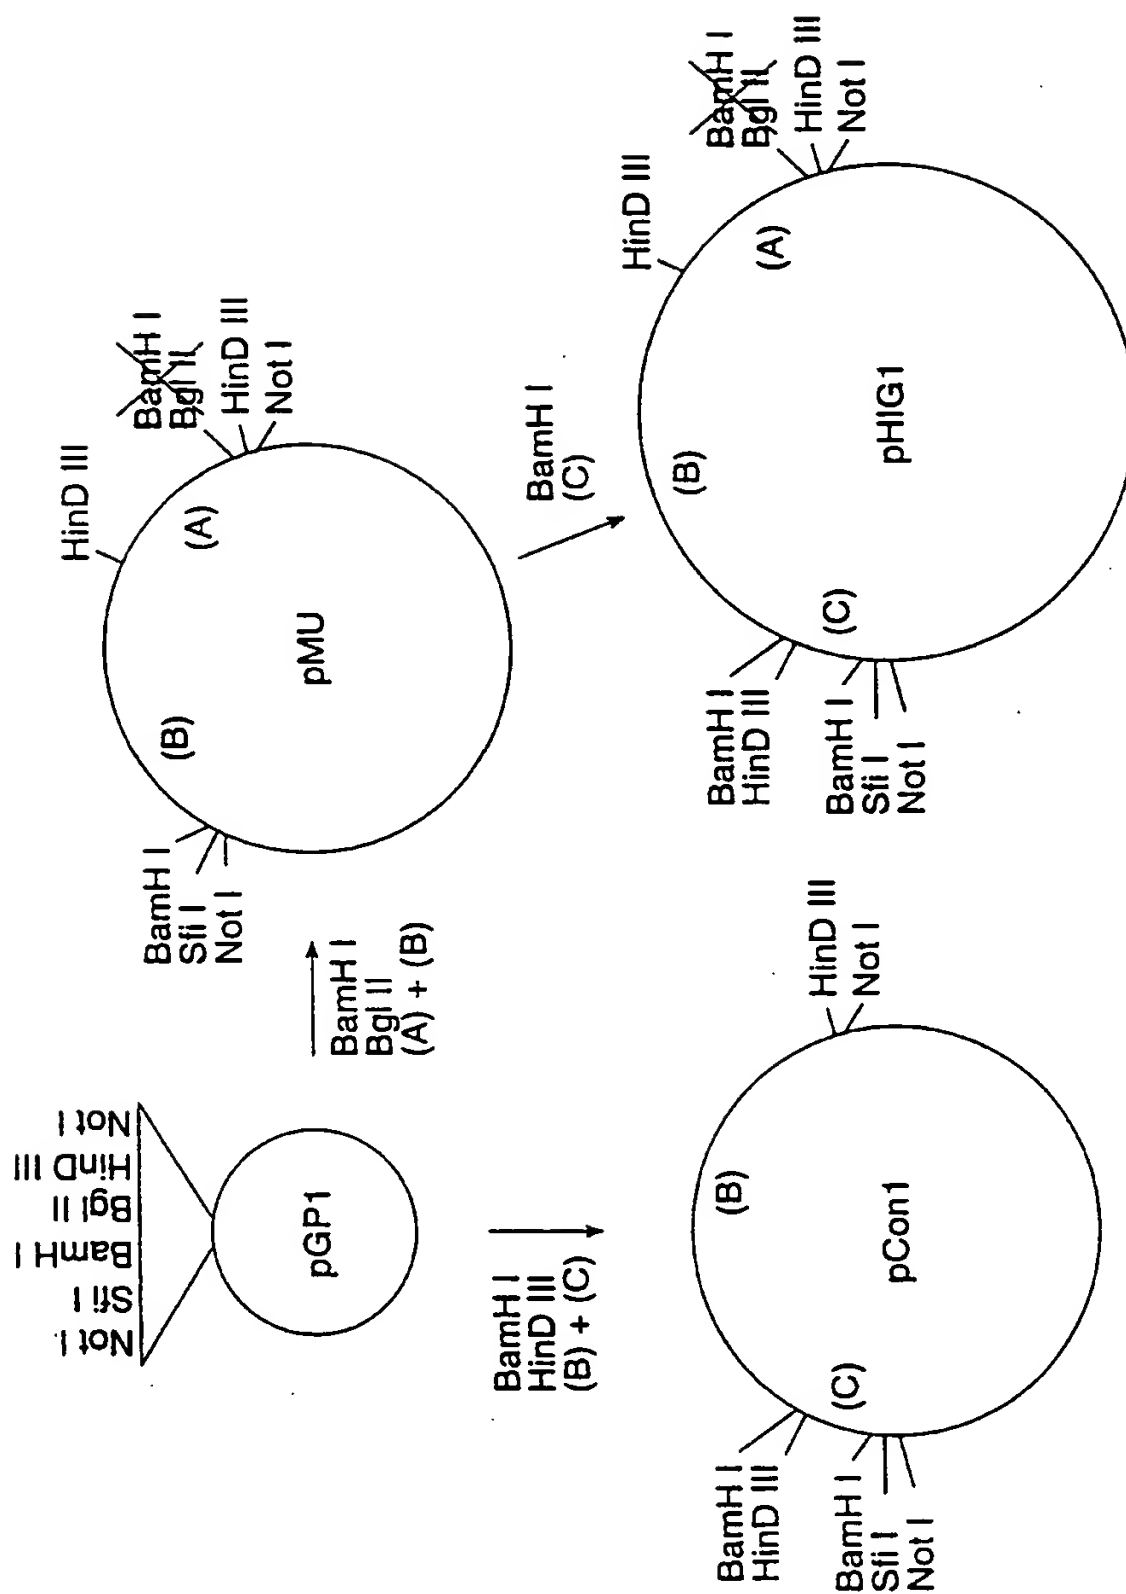 Not I
Sfi I
BamH I
Bgl II
HinD III
Not I
pGP1
BamH I
Bgl II
(A) + (B)
BamH I
Sfi I
Not I
(B)
pMU
(A)
HinD III
BamH I
Bgl II
HinD III
Not I
BamH I
HinD III
(B) + (C)
BamH I
(C)
BamH I
HinD III
BamH I
Sfi I
Not I
(C)
(B)
pCon1
HinD III
Not I
BamH I
HinD III
BamH I
Sfi I
Not I
(C)
(B)
pHIG1
(A)
HinD III
BamH I
Bgl II
HinD III
Not I